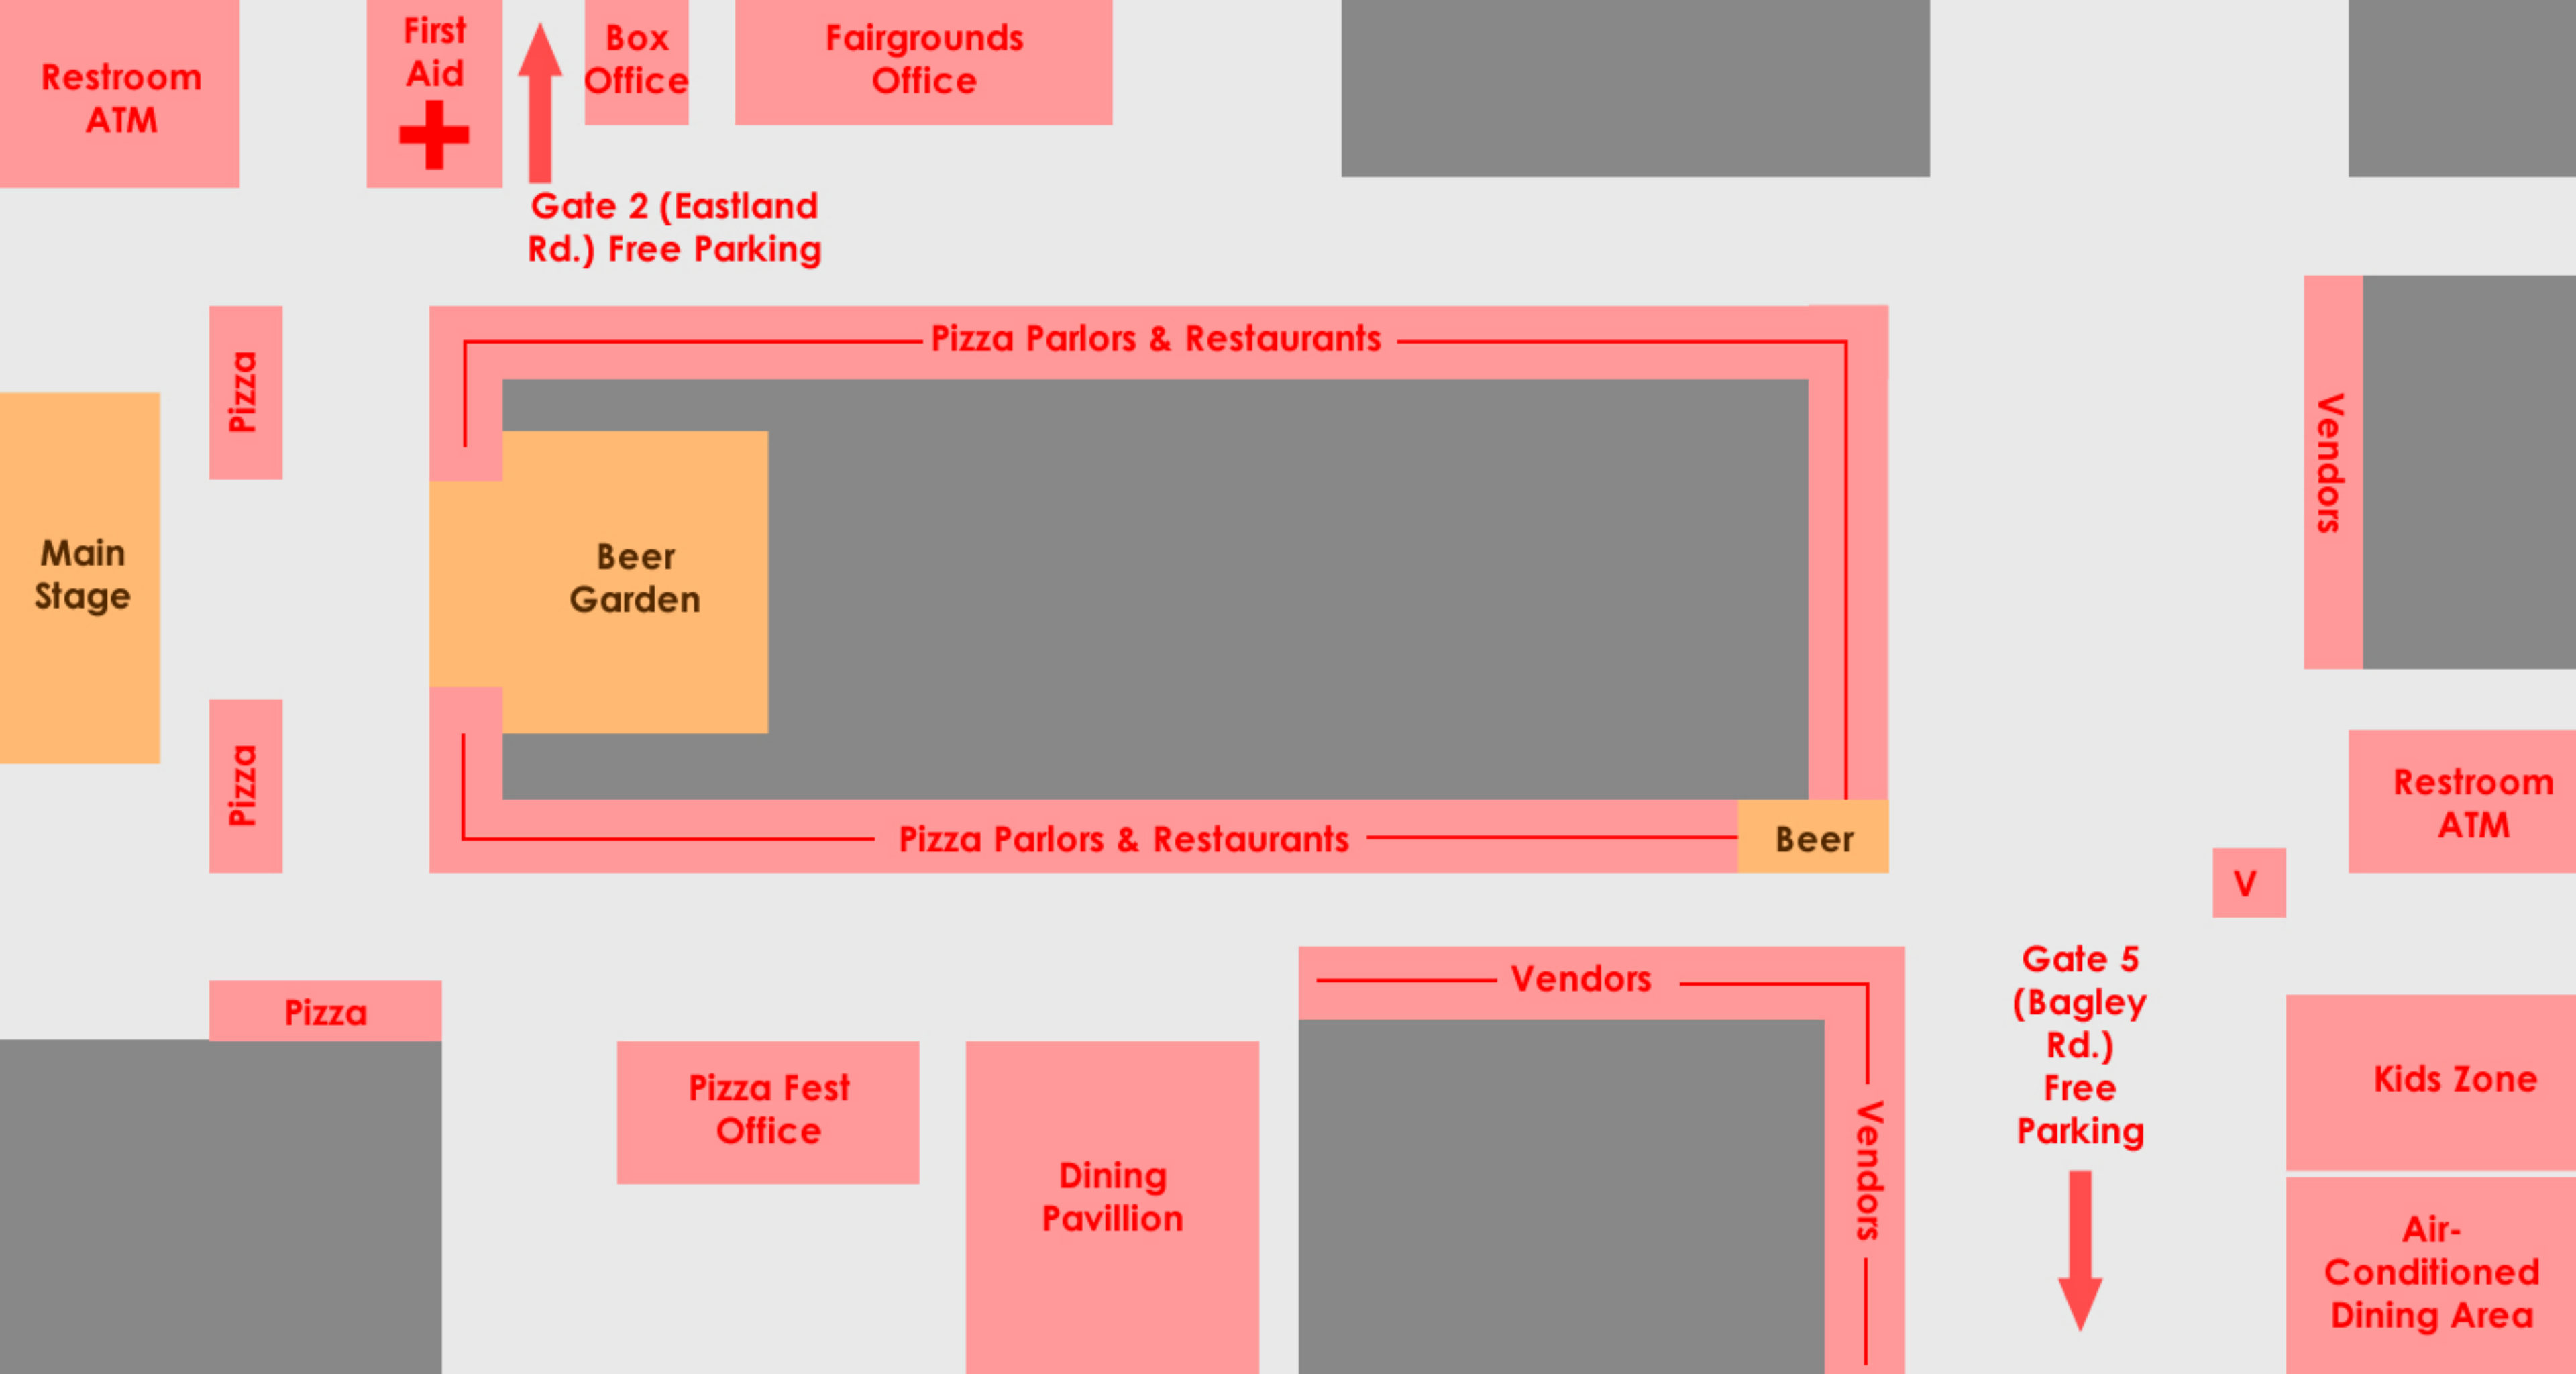 Restroom
ATM
First
Aid
Box
Office
Fairgrounds
Office
Gate 2 (Eastland
Rd.) Free Parking
Pizza
Pizza Parlors & Restaurants
Vendors
Main
Stage
Beer
Garden
Pizza
Pizza Parlors & Restaurants
Beer
Restroom
ATM
V
Pizza
Vendors
Gate 5
(Bagley
Rd.)
Free
Parking
Pizza Fest
Office
Dining
Pavillion
Vendors
Kids Zone
Air-
Conditioned
Dining Area